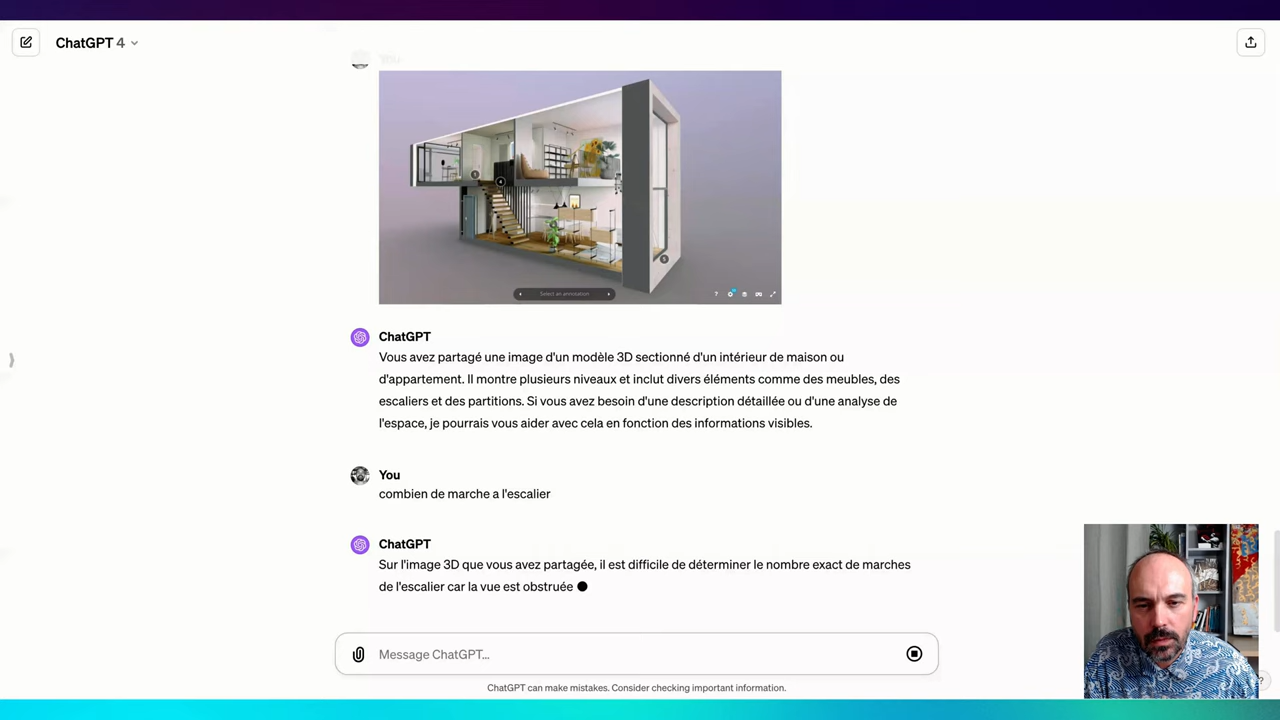 ChatGPT 4
You
Select an annotation
ChatGPT
Vous avez partagé une image d'un modèle 3D sectionné d'un intérieur de maison ou
d'appartement. Il montre plusieurs niveaux et inclut divers éléments comme des meubles, des
escaliers et des partitions. Si vous avez besoin d'une description détaillée ou d'une analyse de
l'espace, je pourrais vous aider avec cela en fonction des informations visibles.
You
combien de marche a l'escalier
ChatGPT
Sur l'image 3D que vous avez partagée, il est difficile de déterminer le nombre exact de marches
de l'escalier car la vue est obstruée
Message ChatGPT...
ChatGPT can make mistakes. Consider checking important information.
?